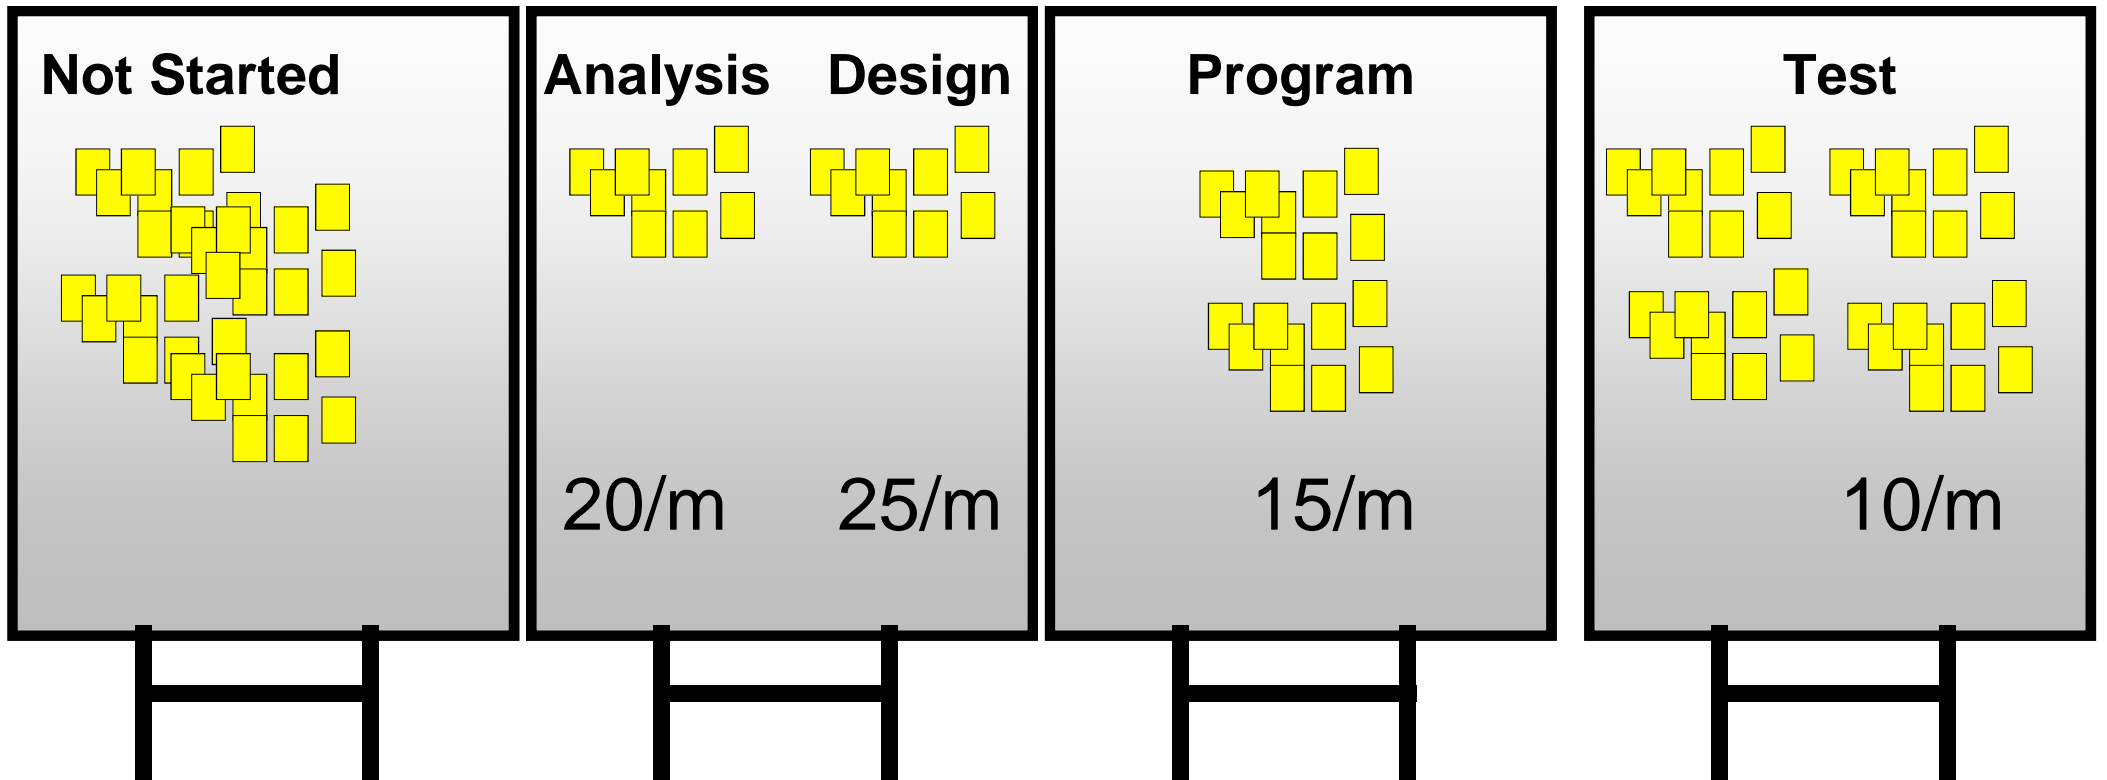 Not Started
Analysis
Design
Program
Test
20/m
25/m
15/m
10/m